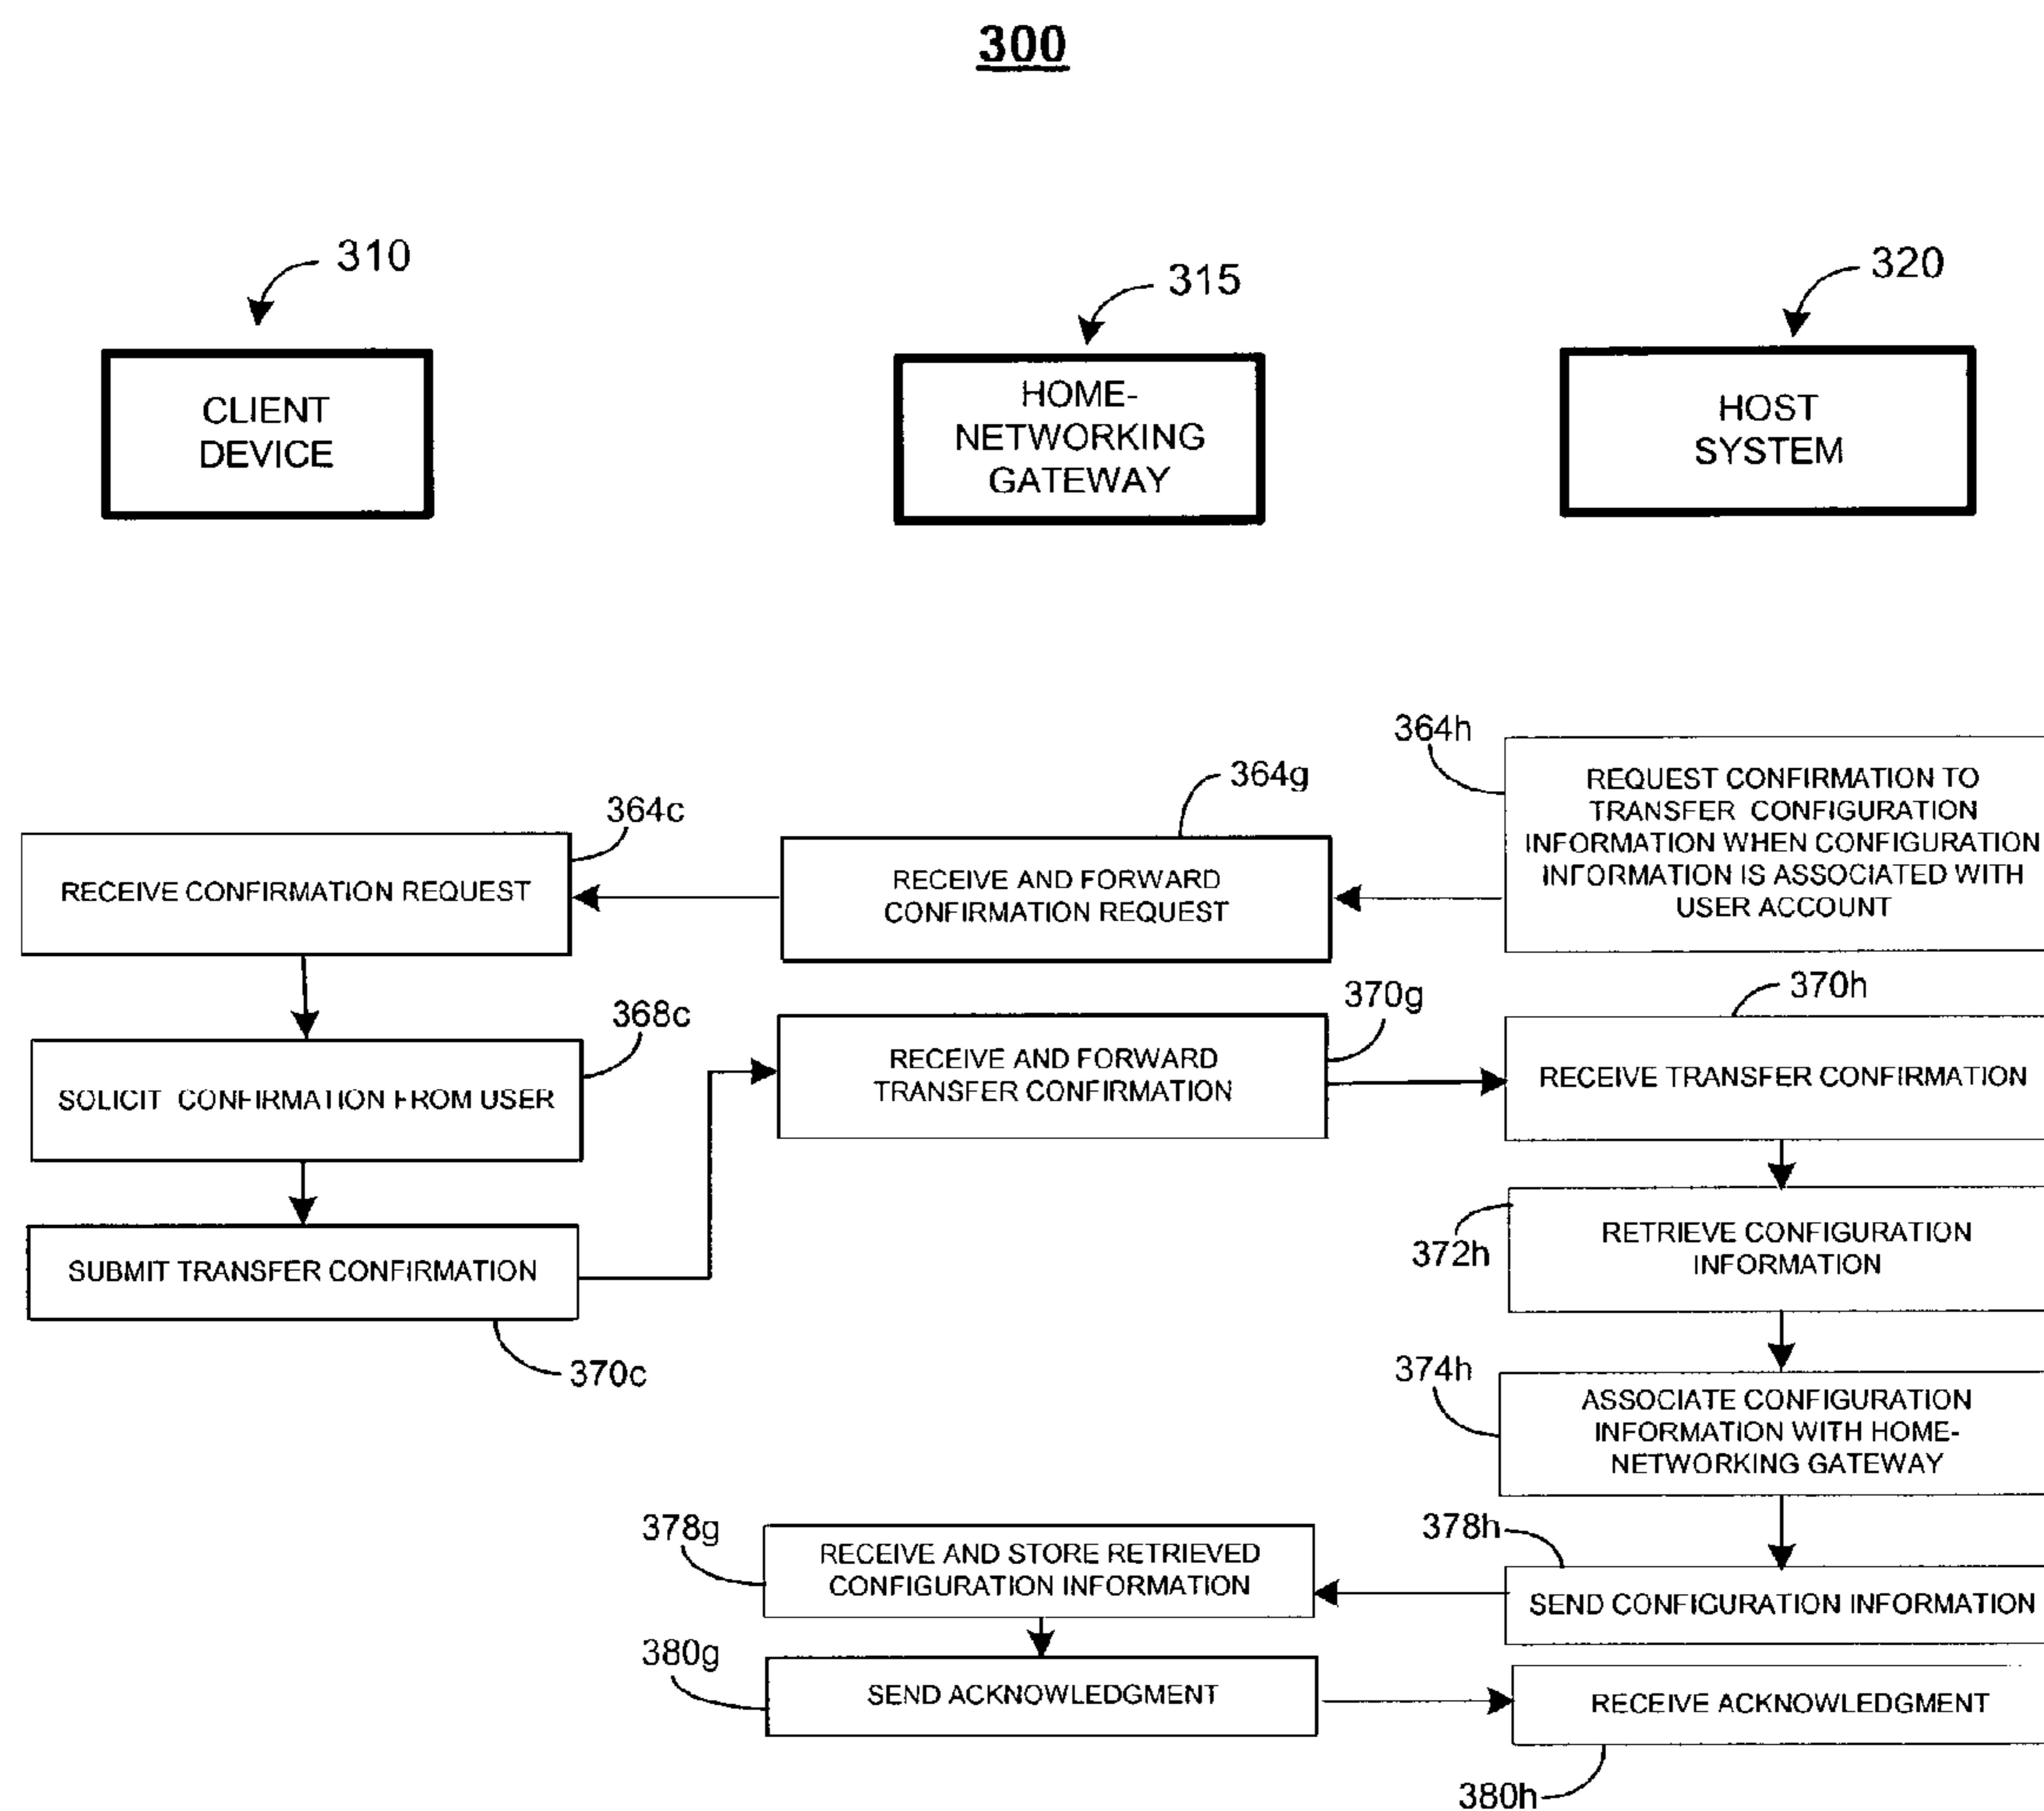 300
310
315
320
CLIENT
DEVICE
HOME-
NETWORKING
GATEWAY
HOST
SYSTEM
364h
REQUEST CONFIRMATION TO
TRANSFER CONFIGURATION
INFORMATION WHEN CONFIGURATION
INFORMATION IS ASSOCIATED WITH
USER ACCOUNT
364g
RECEIVE AND FORWARD
CONFIRMATION REQUEST
364c
RECEIVE CONFIRMATION REQUEST
368c
SOLICIT CONFIRMATION FROM USER
370g
RECEIVE AND FORWARD
TRANSFER CONFIRMATION
370h
RECEIVE TRANSFER CONFIRMATION
SUBMIT TRANSFER CONFIRMATION
370c
372h
RETRIEVE CONFIGURATION
INFORMATION
374h
ASSOCIATE CONFIGURATION
INFORMATION WITH HOME-
NETWORKING GATEWAY
378g
RECEIVE AND STORE RETRIEVED
CONFIGURATION INFORMATION
378h
SEND CONFIGURATION INFORMATION
380g
SEND ACKNOWLEDGMENT
RECEIVE ACKNOWLEDGMENT
380h